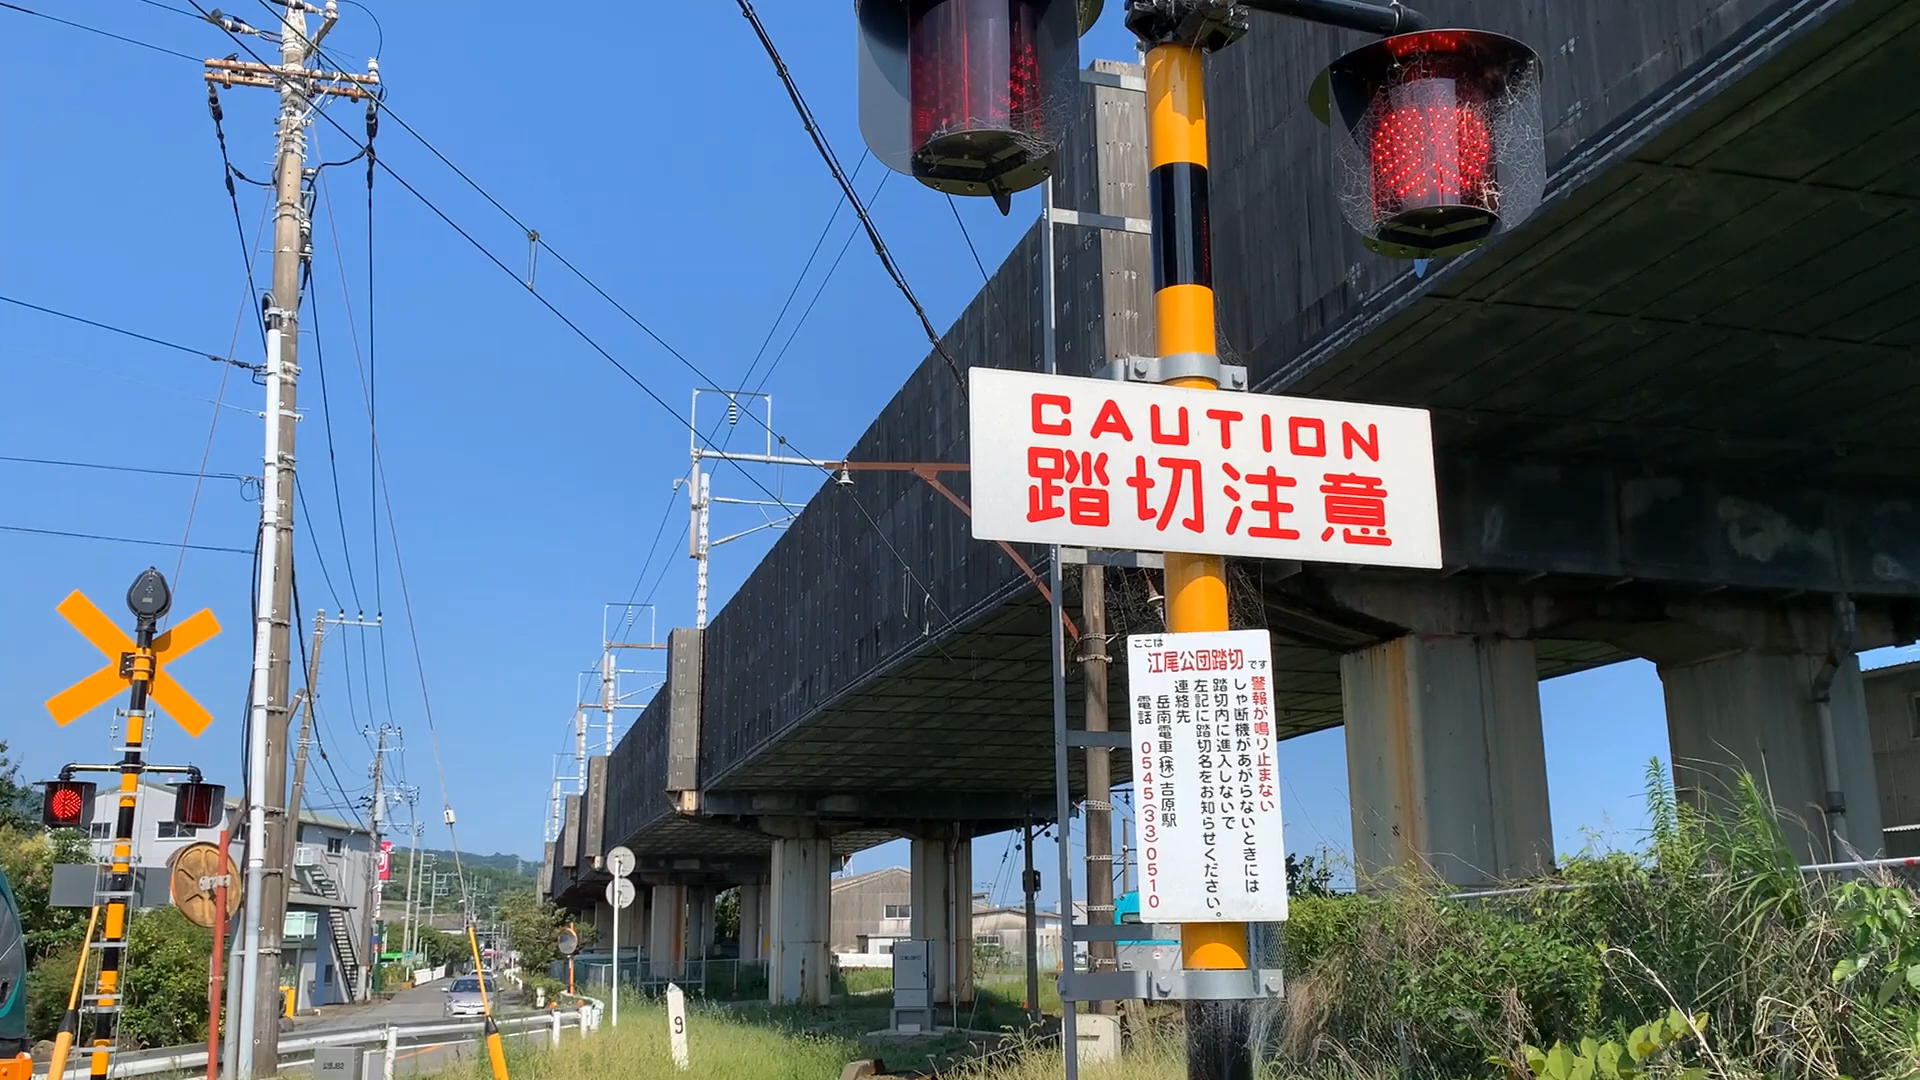 CAUTION
踏切注意
ここは
江尾公団踏切です
警報が鳴り止まない
しゃ断機があがらないときには
踏切内に進入しないで
左記に踏切名をお知らせください。
連絡先
岳南電車(株)吉原駅
電話 0545(33)0510
9